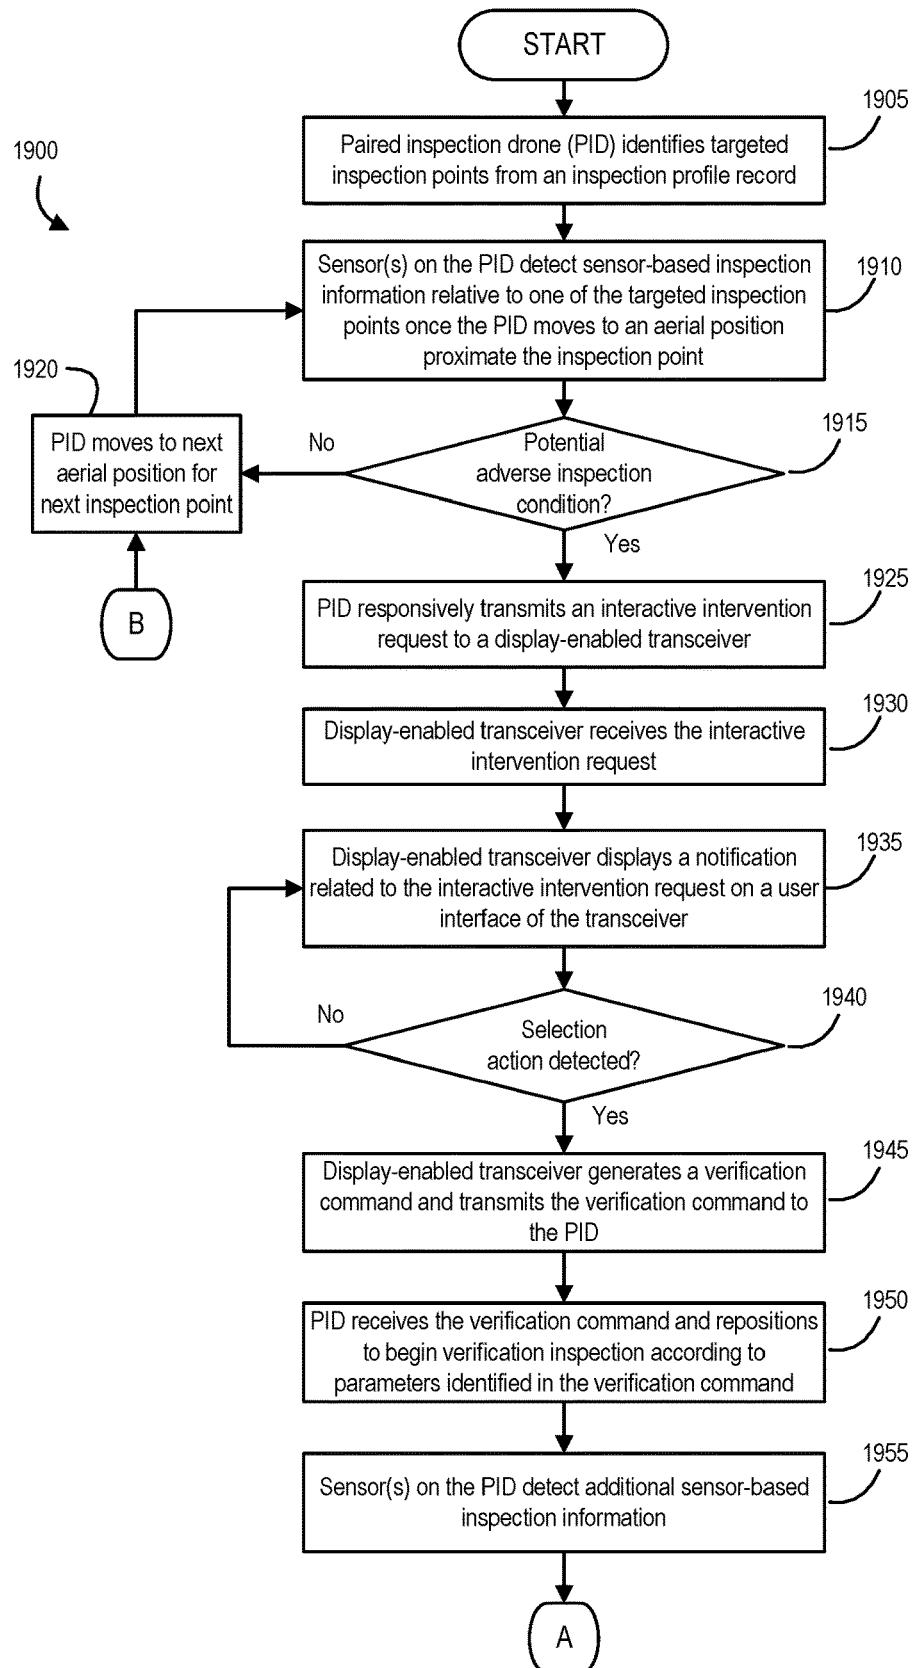 START
1905
Paired inspection drone (PID) identifies targeted
inspection points from an inspection profile record
1900
Sensor(s) on the PID detect sensor-based inspection
information relative to one of the targeted inspection
points once the PID moves to an aerial position
proximate the inspection point
1910
1920
PID moves to next
aerial position for
next inspection point
No
Potential
adverse inspection
condition?
1915
Yes
B
1925
PID responsively transmits an interactive intervention
request to a display-enabled transceiver
1930
Display-enabled transceiver receives the interactive
intervention request
1935
Display-enabled transceiver displays a notification
related to the interactive intervention request on a user
interface of the transceiver
No
Selection
action detected?
1940
Yes
1945
Display-enabled transceiver generates a verification
command and transmits the verification command to
the PID
1950
PID receives the verification command and repositions
to begin verification inspection according to
parameters identified in the verification command
1955
Sensor(s) on the PID detect additional sensor-based
inspection information
A